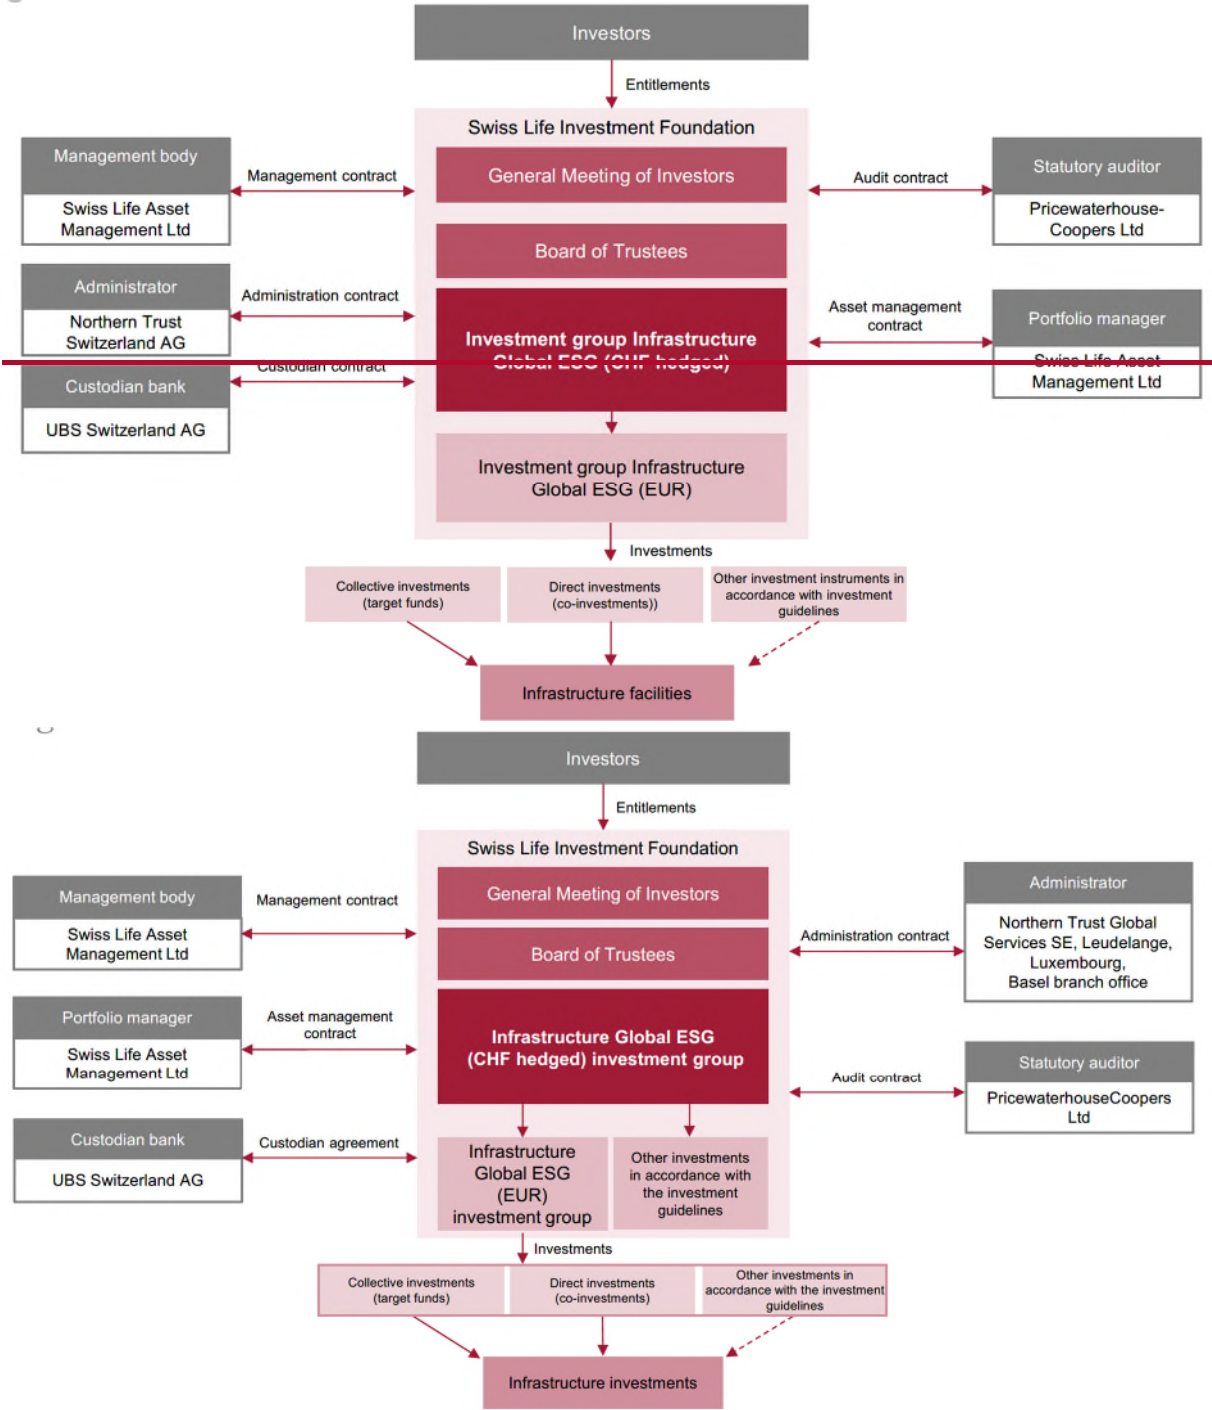 Investors
Entitlements
Swiss Life Investment Foundation
General Meeting of Investors
Board of Trustees
Investment group Infrastructure
Global ESG (CHF hedged)
Investment group Infrastructure
Global ESG (EUR)
Management body
Swiss Life Asset
Management Ltd
Management contract
Administrator
Northern Trust
Switzerland AG
Administration contract
Custodian bank
UBS Switzerland AG
Custodian contract
Audit contract
Statutory auditor
Pricewaterhouse-
Coopers Ltd
Asset management
contract
Portfolio manager
Swiss Life Asset
Management Ltd
Investments
Collective investments
(target funds)
Direct investments
(co-investments))
Other investment instruments in
accordance with investment
guidelines
Infrastructure facilities
Investors
Entitlements
Swiss Life Investment Foundation
General Meeting of Investors
Board of Trustees
Infrastructure Global ESG
(CHF hedged) investment group
Infrastructure
Global ESG
(EUR)
investment group
Other investments
in accordance with
the investment
guidelines
Management body
Swiss Life Asset
Management Ltd
Management contract
Portfolio manager
Swiss Life Asset
Management Ltd
Asset management
contract
Custodian bank
UBS Switzerland AG
Custodian agreement
Administration contract
Administrator
Northern Trust Global
Services SE, Leudelange,
Luxembourg,
Basel branch office
Audit contract
Statutory auditor
PricewaterhouseCoopers
Ltd
Investments
Collective investments
(target funds)
Direct investments
(co-investments)
Other investments in
accordance with the investment
guidelines
Infrastructure investments